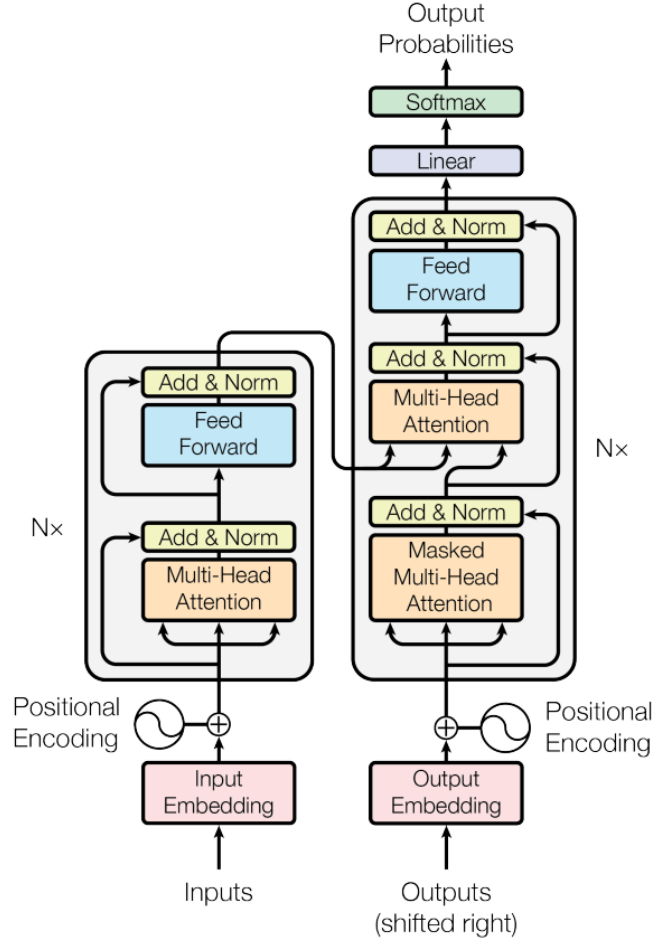 Output
Probabilities
Softmax
Linear
Add & Norm
Feed
Forward
Add & Norm
Multi-Head
Attention
Add & Norm
Masked
Multi-Head
Attention
N×
Add & Norm
Feed
Forward
Add & Norm
Multi-Head
Attention
N×
Positional
Encoding
Positional
Encoding
Input
Embedding
Output
Embedding
Inputs
Outputs
(shifted right)